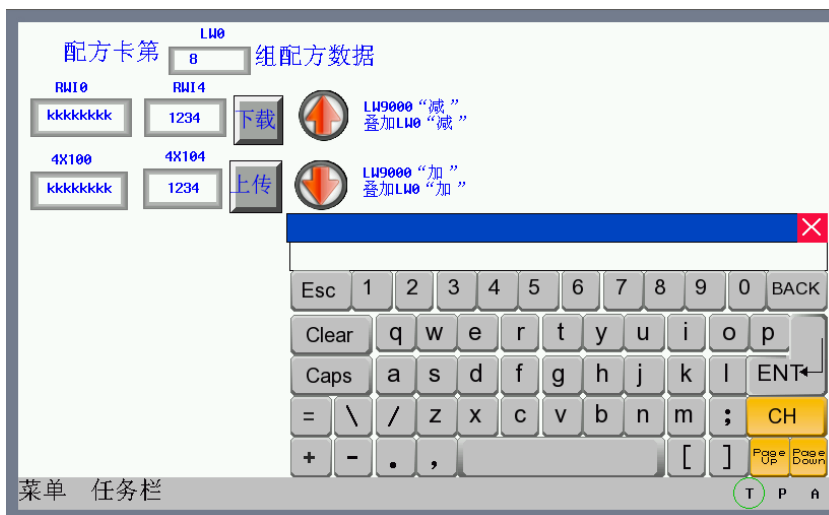 LW0
配方卡第 8 组配方数据
RWI0 RWI4
kkkkkkkk 1234 下载 LW9000“减”
叠加LW0“减”
4X100 4X104
kkkkkkkk 1234 上传 LW9000“加”
叠加LW0“加”
Esc 1 2 3 4 5 6 7 8 9 0 BACK
Clear q w e r t y u i o p
Caps a s d f g h j k l ENT
= \ / z x c v b n m ; CH
+ - . , [ ] Page Up Page Down
菜单 任务栏 T P A